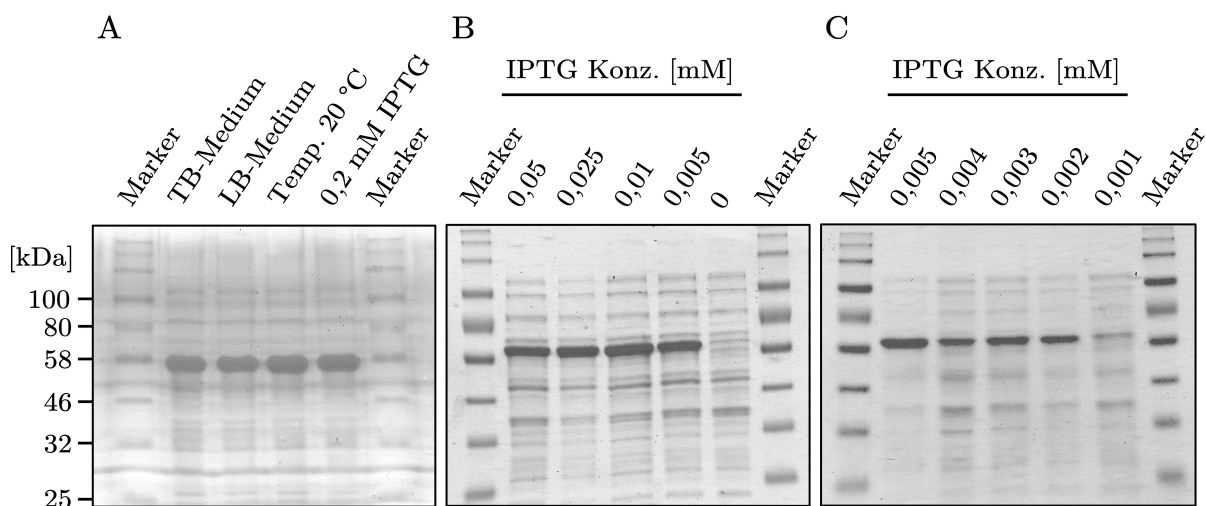 A
B
C
IPTG Konz. [mM]
IPTG Konz. [mM]
Marker
TB-Medium
LB-Medium
Temp. 20 °C
0,2 mM IPTG
Marker
Marker
0,05
0,025
0,01
0,005
0
Marker
Marker
0,005
0,004
0,003
0,002
0,001
Marker
[kDa]
100
80
58
46
32
25